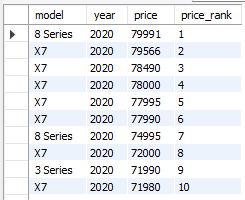 model year price price_rank
8 Series 2020 79991 1
X7 2020 79566 2
X7 2020 78490 3
X7 2020 78000 4
X7 2020 77995 5
X7 2020 77990 6
8 Series 2020 74995 7
X7 2020 72000 8
3 Series 2020 71990 9
X7 2020 71980 10